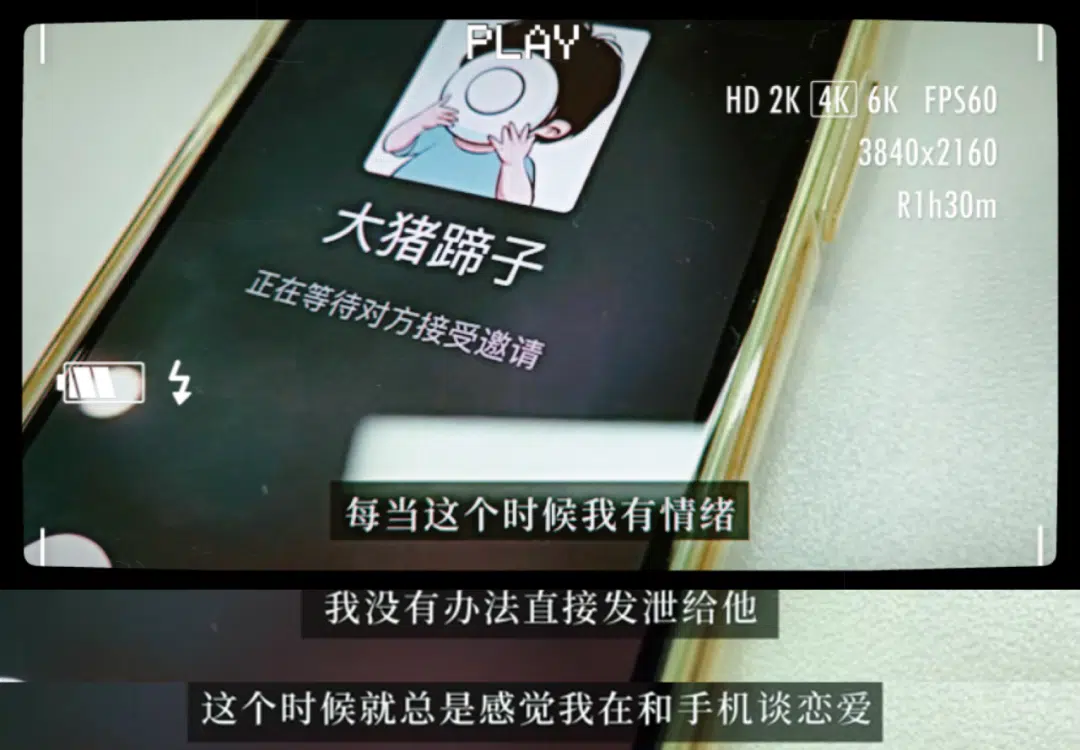 PLAY
HD 2K 4K 6K FPS60
3840x2160
R1h30m
大猪蹄子
正在等待对方接受邀请
每当这个时候我有情绪
我没有办法直接发泄给他
这个时候就总是感觉我在和手机谈恋爱